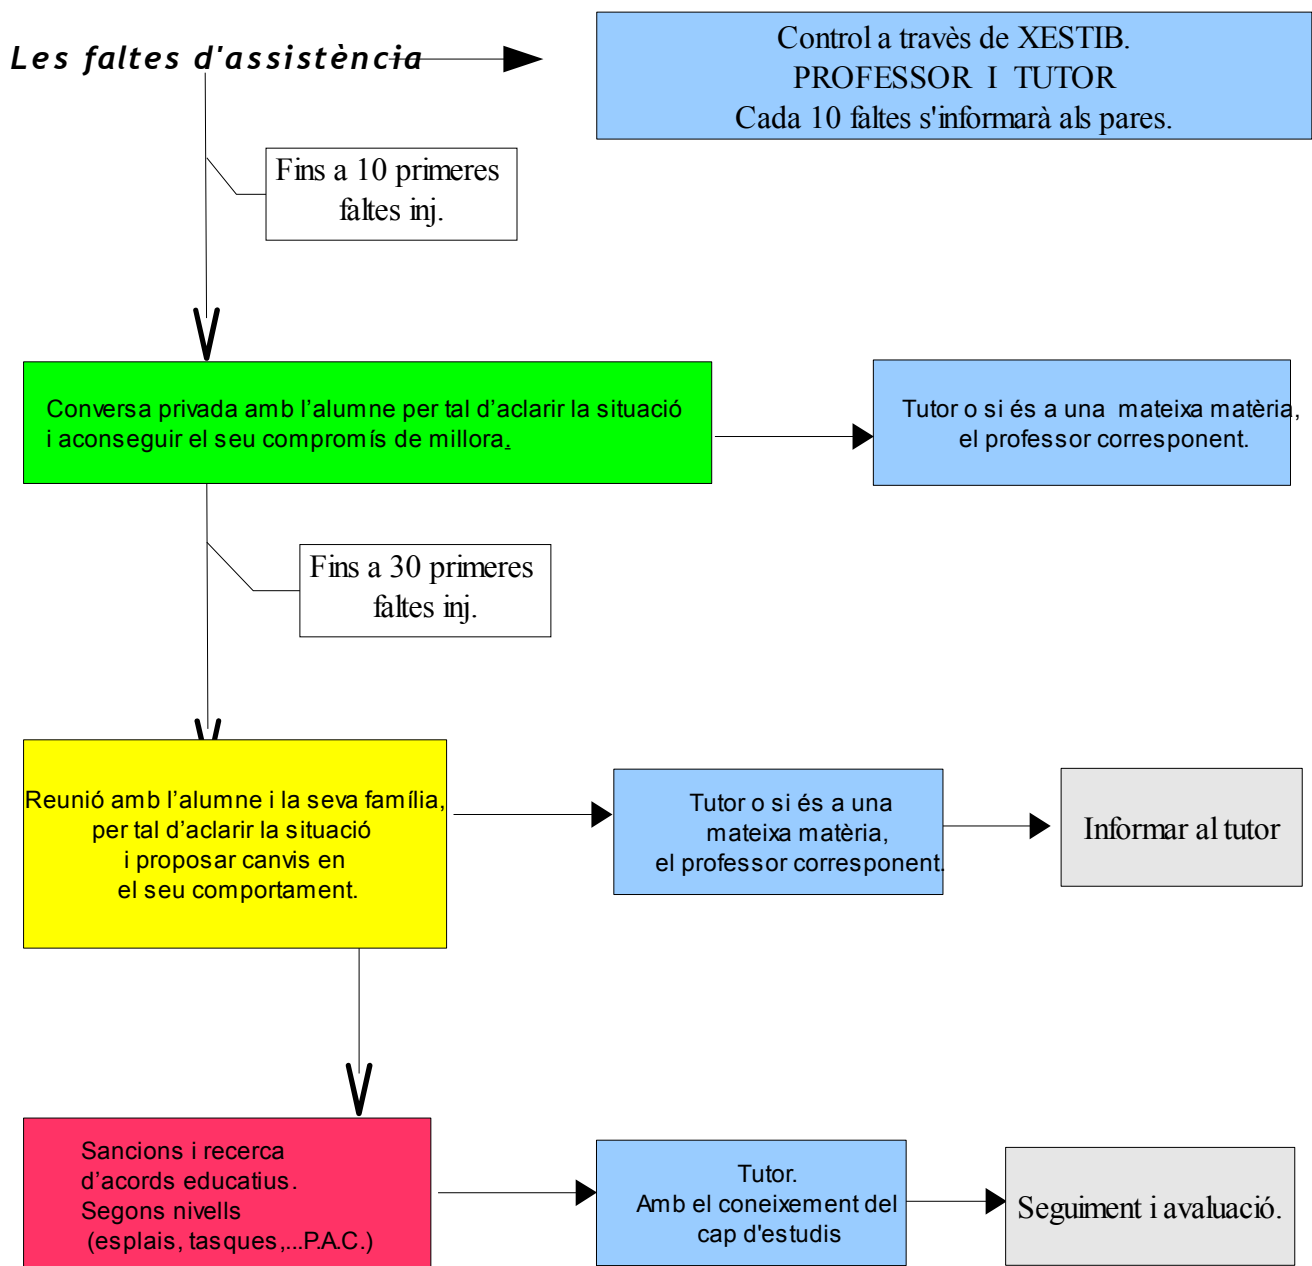 Les faltes d'assistència
Control a través de XESTIB.
PROFESSOR I TUTOR
Cada 10 faltes s'informarà als pares.
Fins a 10 primeres
faltes inj.
Conversa privada amb l’alumne per tal d’aclarir la situació
i aconseguir el seu compromís de millora.
Tutor o si és a una mateixa matèria,
el professor corresponent.
Fins a 30 primeres
faltes inj.
Reunió amb l’alumne i la seva família,
per tal d’aclarir la situació
i proposar canvis en
el seu comportament.
Tutor o si és a una
mateixa matèria,
el professor corresponent.
Informar al tutor
Sancions i recerca
d’acords educatius.
Segons nivells
(esplais, tasques,...P.A.C.)
Tutor.
Amb el coneixement del
cap d'estudis
Seguiment i avaluació.